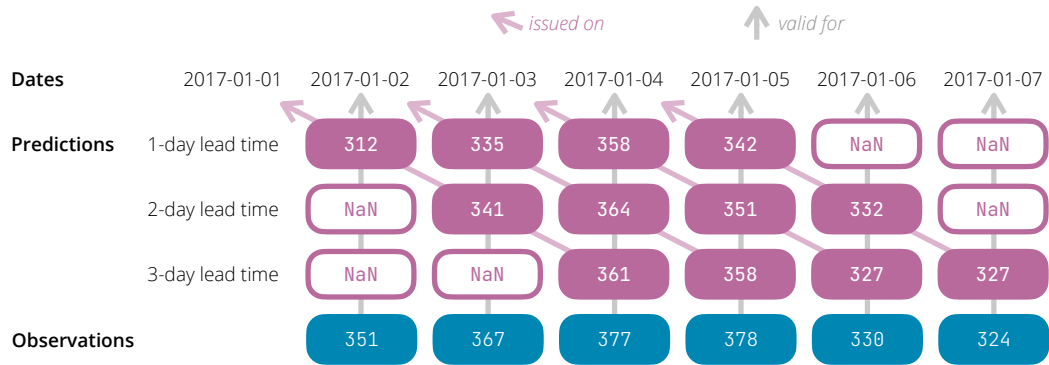 issued on valid for
Dates 2017-01-01 2017-01-02 2017-01-03 2017-01-04 2017-01-05 2017-01-06 2017-01-07
Predictions 1-day lead time 312 335 358 342 NaN NaN
2-day lead time NaN 341 364 351 332 NaN
3-day lead time NaN NaN 361 358 327 327
Observations 351 367 377 378 330 324